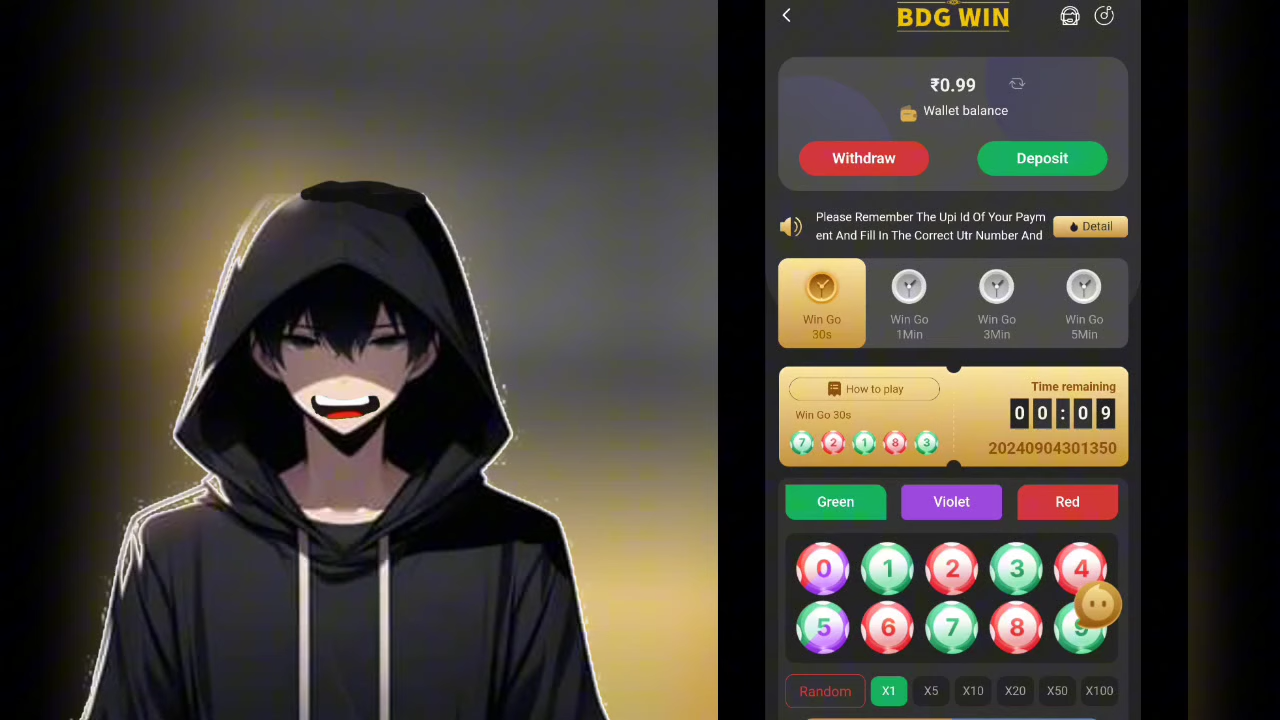 BDG WIN
₹0.99
Wallet balance
Withdraw
Deposit
Please Remember The Upi Id Of Your Paym
ent And Fill In The Correct Utr Number And
Detail
Win Go
30s
Win Go
1Min
Win Go
3Min
Win Go
5Min
How to play
Time remaining
Win Go 30s
0 0 : 0 9
7 2 1 8 3
20240904301350
Green
Violet
Red
0 1 2 3 4
5 6 7 8 9
Random
X1
X5
X10
X20
X50
X100